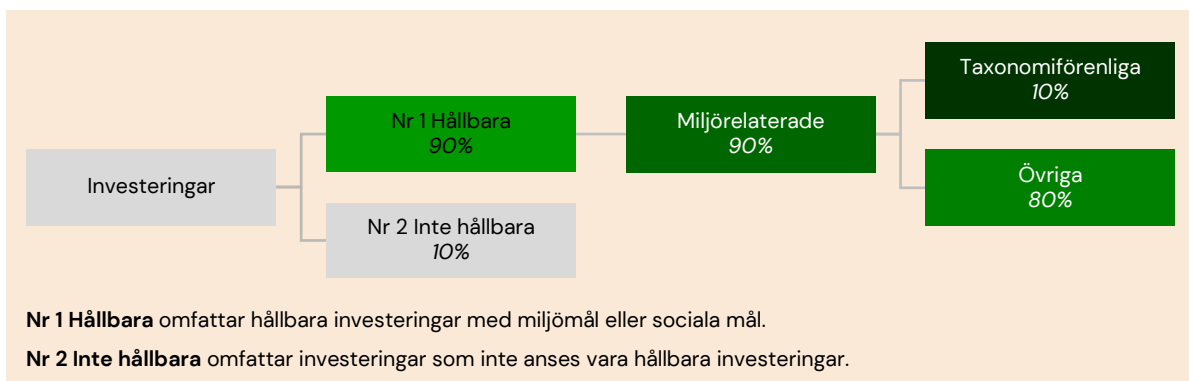 Investeringar
Nr 1 Hållbara
90%
Nr 2 Inte hållbara
10%
Miljörelaterade
90%
Taxonomiförenliga
10%
Övriga
80%
Nr 1 Hållbara omfattar hållbara investeringar med miljömål eller sociala mål.
Nr 2 Inte hållbara omfattar investeringar som inte anses vara hållbara investeringar.